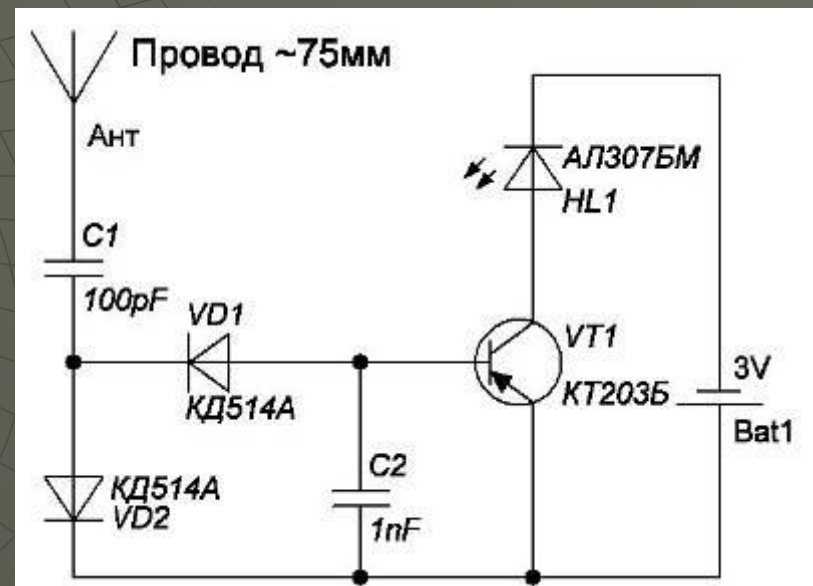 Провод ~75мм
Ант
C1
100pF
VD1
КД514А
КД514А
VD2
C2
1nF
АЛ307БМ
HL1
VT1
КТ203Б
3V
Bat1